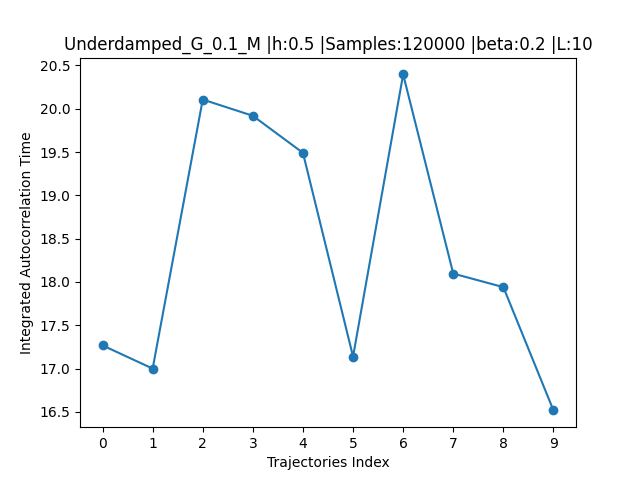 Underdamped_G_0.1_M |h:0.5 |Samples:120000 |beta:0.2 |L:10
20.5
20.0
19.5
19.0
18.5
18.0
17.5
17.0
16.5
Integrated Autocorrelation Time
0 1 2 3 4 5 6 7 8 9
Trajectories Index